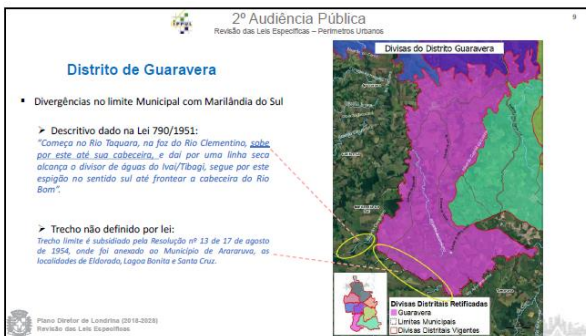 IPPUL
2º Audiência Pública
Revisão das Leis Específicas – Perímetros Urbanos
9
Distrito de Guaravera
▪ Divergências no limite Municipal com Marilândia do Sul
➢ Descritivo dado na Lei 790/1951:
"Começa no Rio Taquara, na foz do Rio Clementino, sobe
por este até sua cabeceira, e daí por uma linha seca
alcança o divisor de águas do Ivaí/Tibagi, segue por este
espigão no sentido sul até frontear a cabeceira do Rio
Bom".
➢ Trecho não definido por lei:
Trecho limite é subsidiado pela Resolução nº 13 de 17 de agosto
de 1954, onde foi anexado ao Município de Araruva, as
localidades de Eldorado, Lagoa Bonita e Santa Cruz.
Divisas do Distrito Guaravera
Divisas Distritais Retificadas
Guaravera
Limites Municipais
Divisas Distritais Vigentes
Plano Diretor de Londrina (2018-2028)
Revisão das Leis Específicas